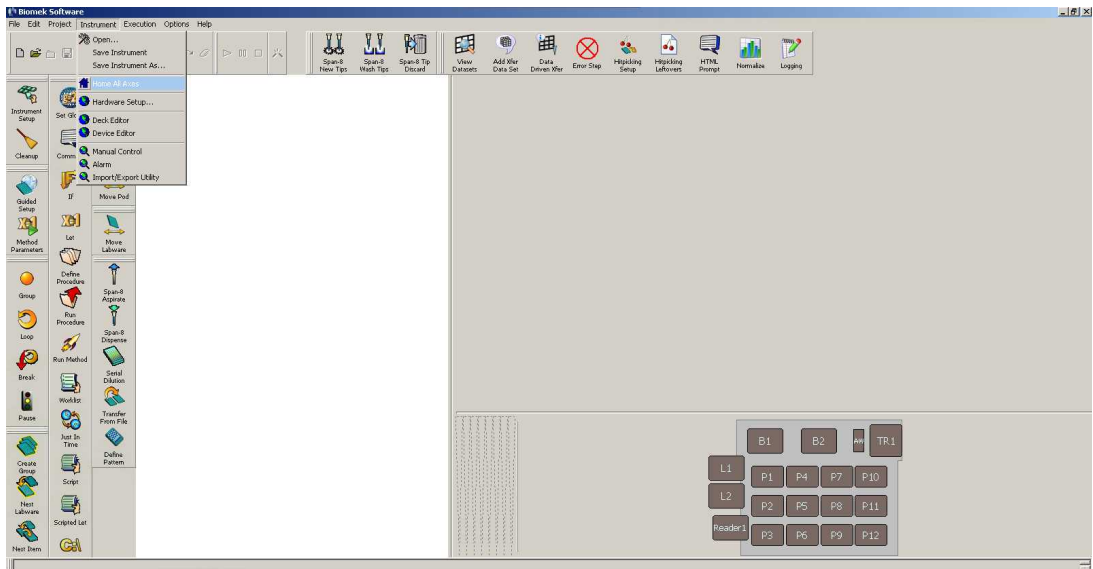 Biomek Software
File Edit Project Instrument Execution Options Help
Open...
Save Instrument
Save Instrument As...
Home All Axes
Hardware Setup...
Deck Editor
Device Editor
Manual Control
Alarm
Import/Export Utility
Span-8
New Tips
Span-8
Wash Tips
Span-8 Tip
Discard
View
Datasets
Add Xfer
Data Set
Data
Driven Xfer
Error Step
Hitpicking
Setup
Hitpicking
Leftovers
HTML
Prompt
Normalize
Logging
Instrument
Setup
Cleanup
Guided
Setup
Method
Parameters
Group
Loop
Break
Pause
Create
Group
Nest
Labware
Nest Item
Set Glo
Comm
If
Let
Define
Procedure
Run
Procedure
Run Method
Worklist
Just In
Time
Script
Scripted Let
Move Pod
Move
Labware
Span-8
Aspirate
Span-8
Dispense
Serial
Dilution
Transfer
From File
Define
Pattern
B1 B2 AW TR1
L1 P1 P4 P7 P10
L2 P2 P5 P8 P11
Reader1 P3 P6 P9 P12